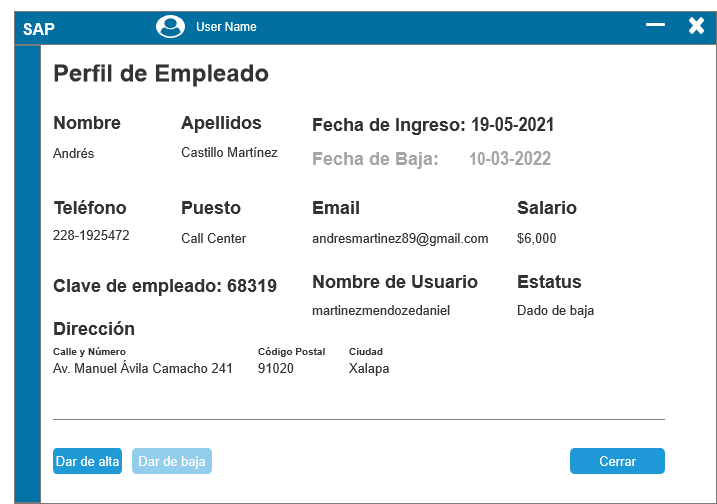 SAP User Name
Perfil de Empleado
Nombre Apellidos Fecha de Ingreso: 19-05-2021
Andrés Castillo Martínez Fecha de Baja: 10-03-2022
Teléfono Puesto Email Salario
228-1925472 Call Center andresmartinez89@gmail.com $6,000
Clave de empleado: 68319 Nombre de Usuario Estatus
martinezmendozedaniel Dado de baja
Dirección
Calle y Número Código Postal Ciudad
Av. Manuel Ávila Camacho 241 91020 Xalapa
Dar de alta Dar de baja Cerrar